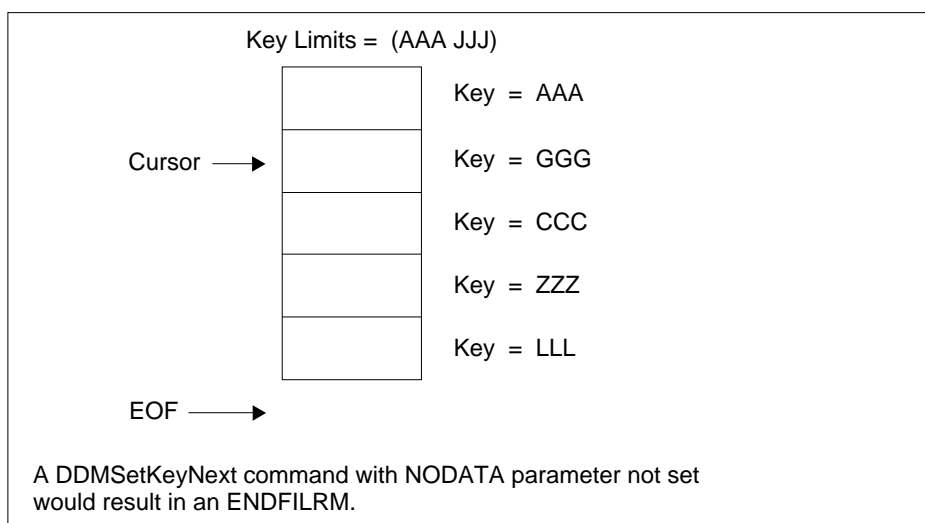 Key Limits = (AAA JJJ)
Key = AAA
Cursor
Key = GGG
Key = CCC
Key = ZZZ
Key = LLL
EOF
A DDMSetKeyNext command with NODATA parameter not set
would result in an ENDFILRM.